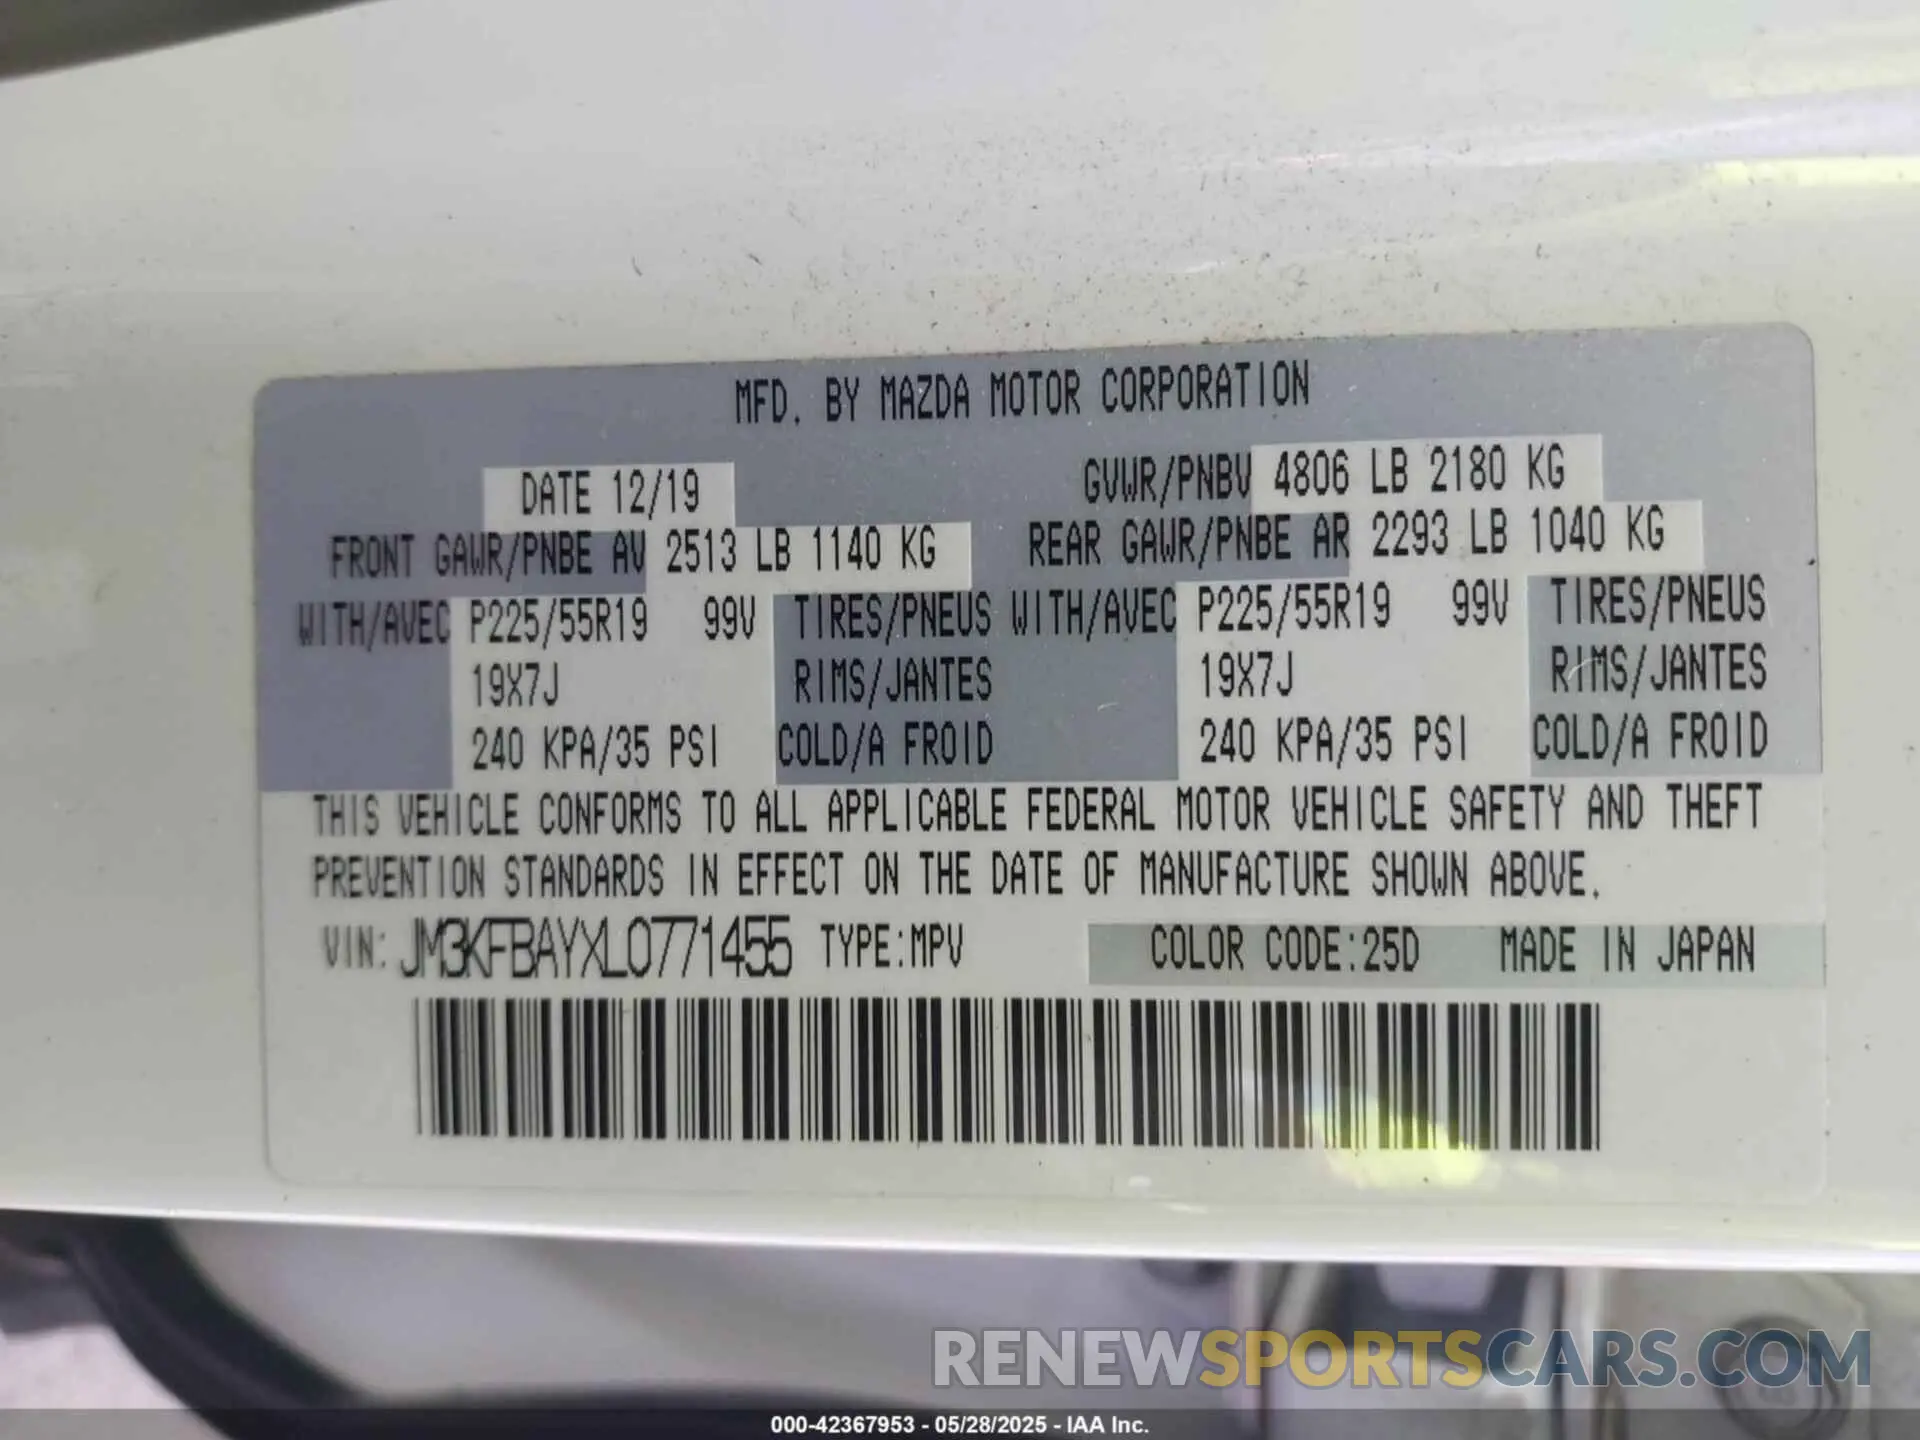 MFD. BY MAZDA MOTOR CORPORATION
DATE 12/19 GVWR/PNBV 4806 LB 2180 KG
FRONT GAWR/PNBE AV 2513 LB 1140 KG REAR GAWR/PNBE AR 2293 LB 1040 KG
WITH/AVEC P225/55R19 99V TIRES/PNEUS WITH/AVEC P225/55R19 99V TIRES/PNEUS
19X7J RIMS/JANTES 19X7J RIMS/JANTES
240 KPA/35 PSI COLD/A FROID 240 KPA/35 PSI COLD/A FROID
THIS VEHICLE CONFORMS TO ALL APPLICABLE FEDERAL MOTOR VEHICLE SAFETY AND THEFT
PREVENTION STANDARDS IN EFFECT ON THE DATE OF MANUFACTURE SHOWN ABOVE.
VIN: JM3KFBAYXL0771455 TYPE:MPV COLOR CODE:25D MADE IN JAPAN
RENEWSPORTSCARS.COM
000-42367953 - 05/28/2025 - IAA Inc.